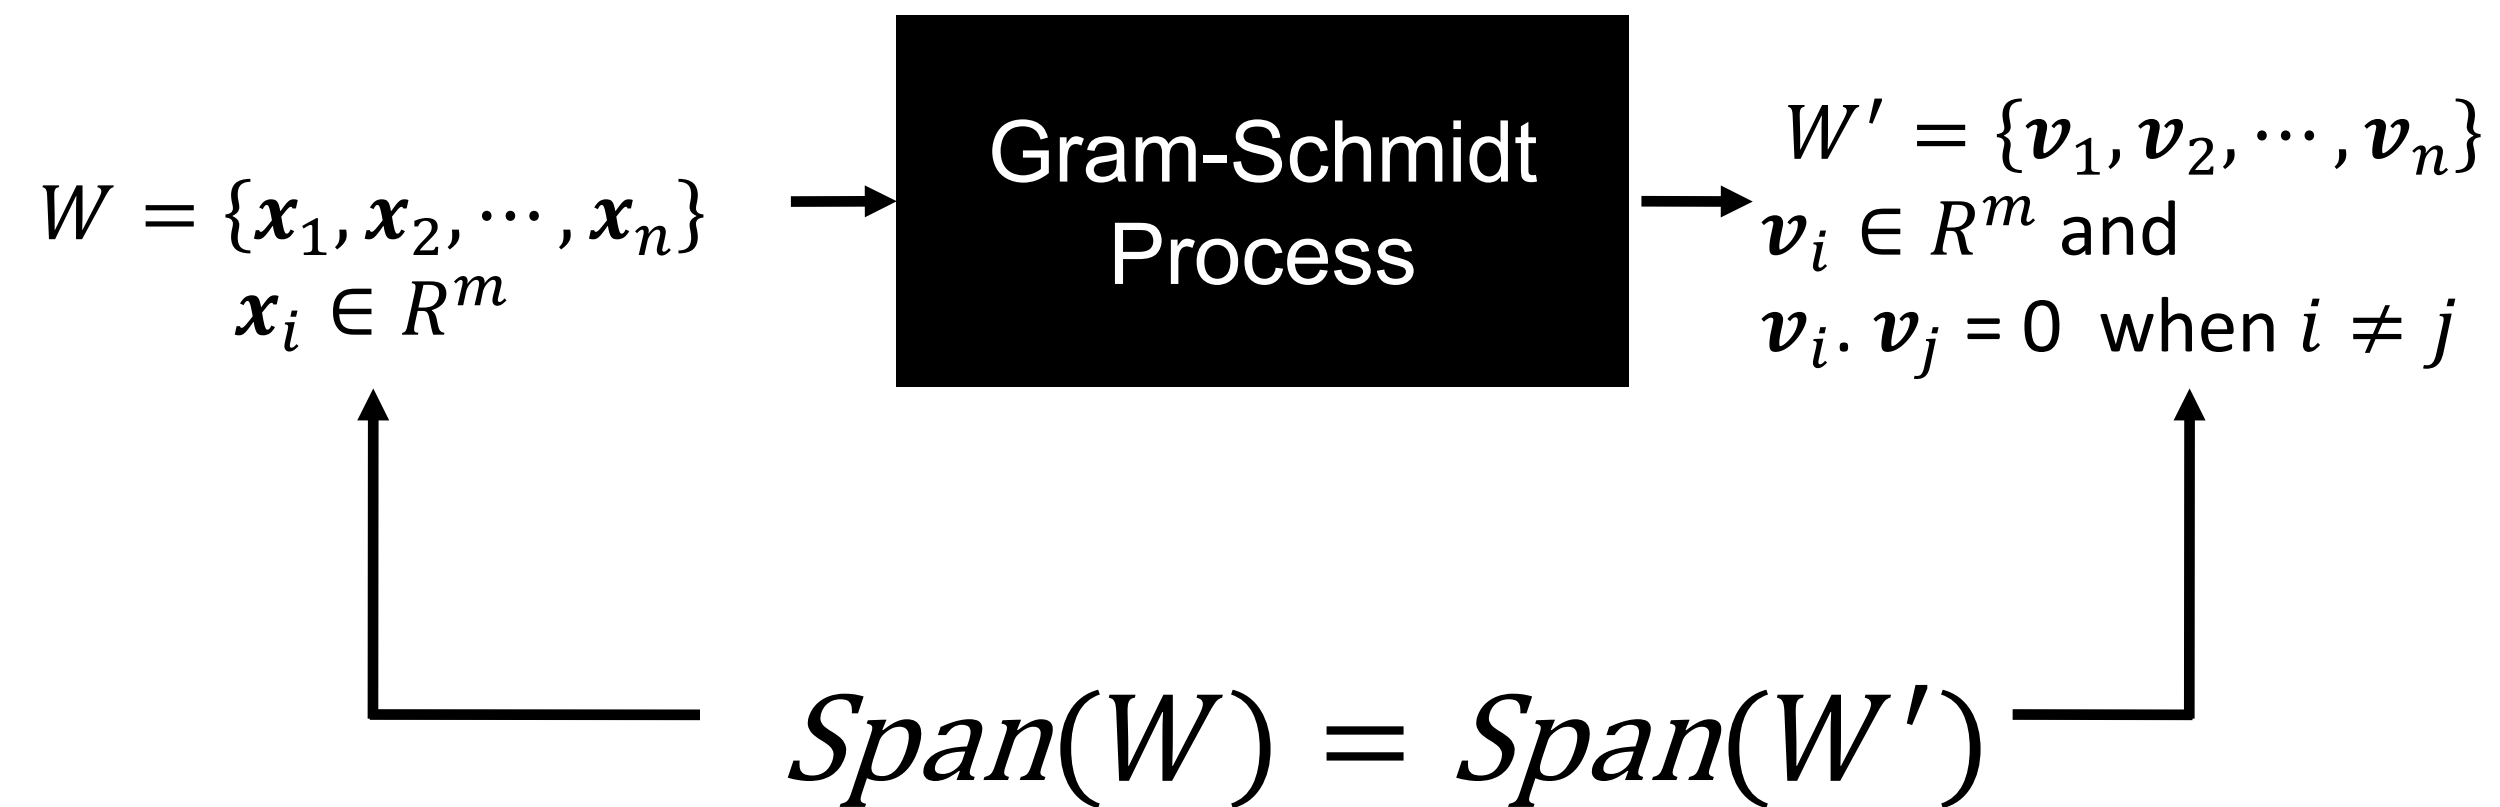 W = {x₁, x₂, ⋯ , xₙ}
xᵢ ∈ Rᵐ,
Gram-Schmidt
Process
W′ = {v₁, v₂, ⋯ , vₙ}
vᵢ ∈ Rᵐ and
vᵢ. vⱼ = 0 when i ≠ j
Span(W) = Span(W′)